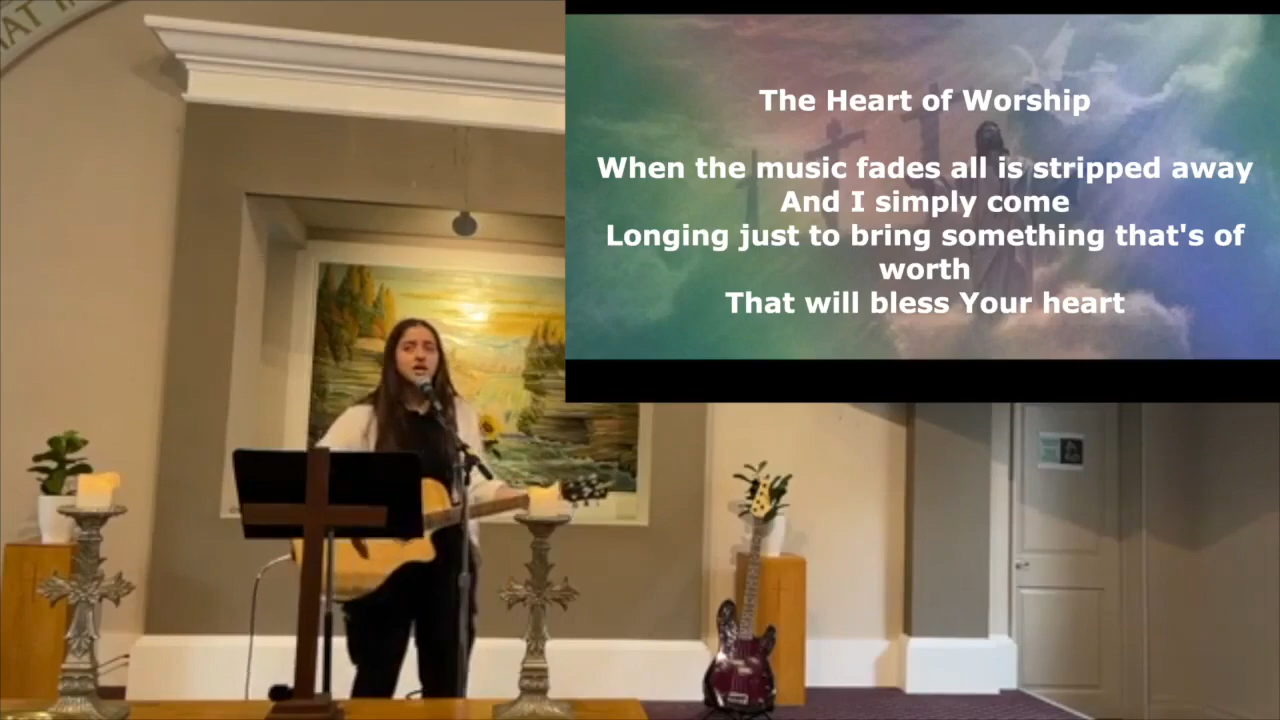 The Heart of Worship
When the music fades all is stripped away
And I simply come
Longing just to bring something that's of
worth
That will bless Your heart